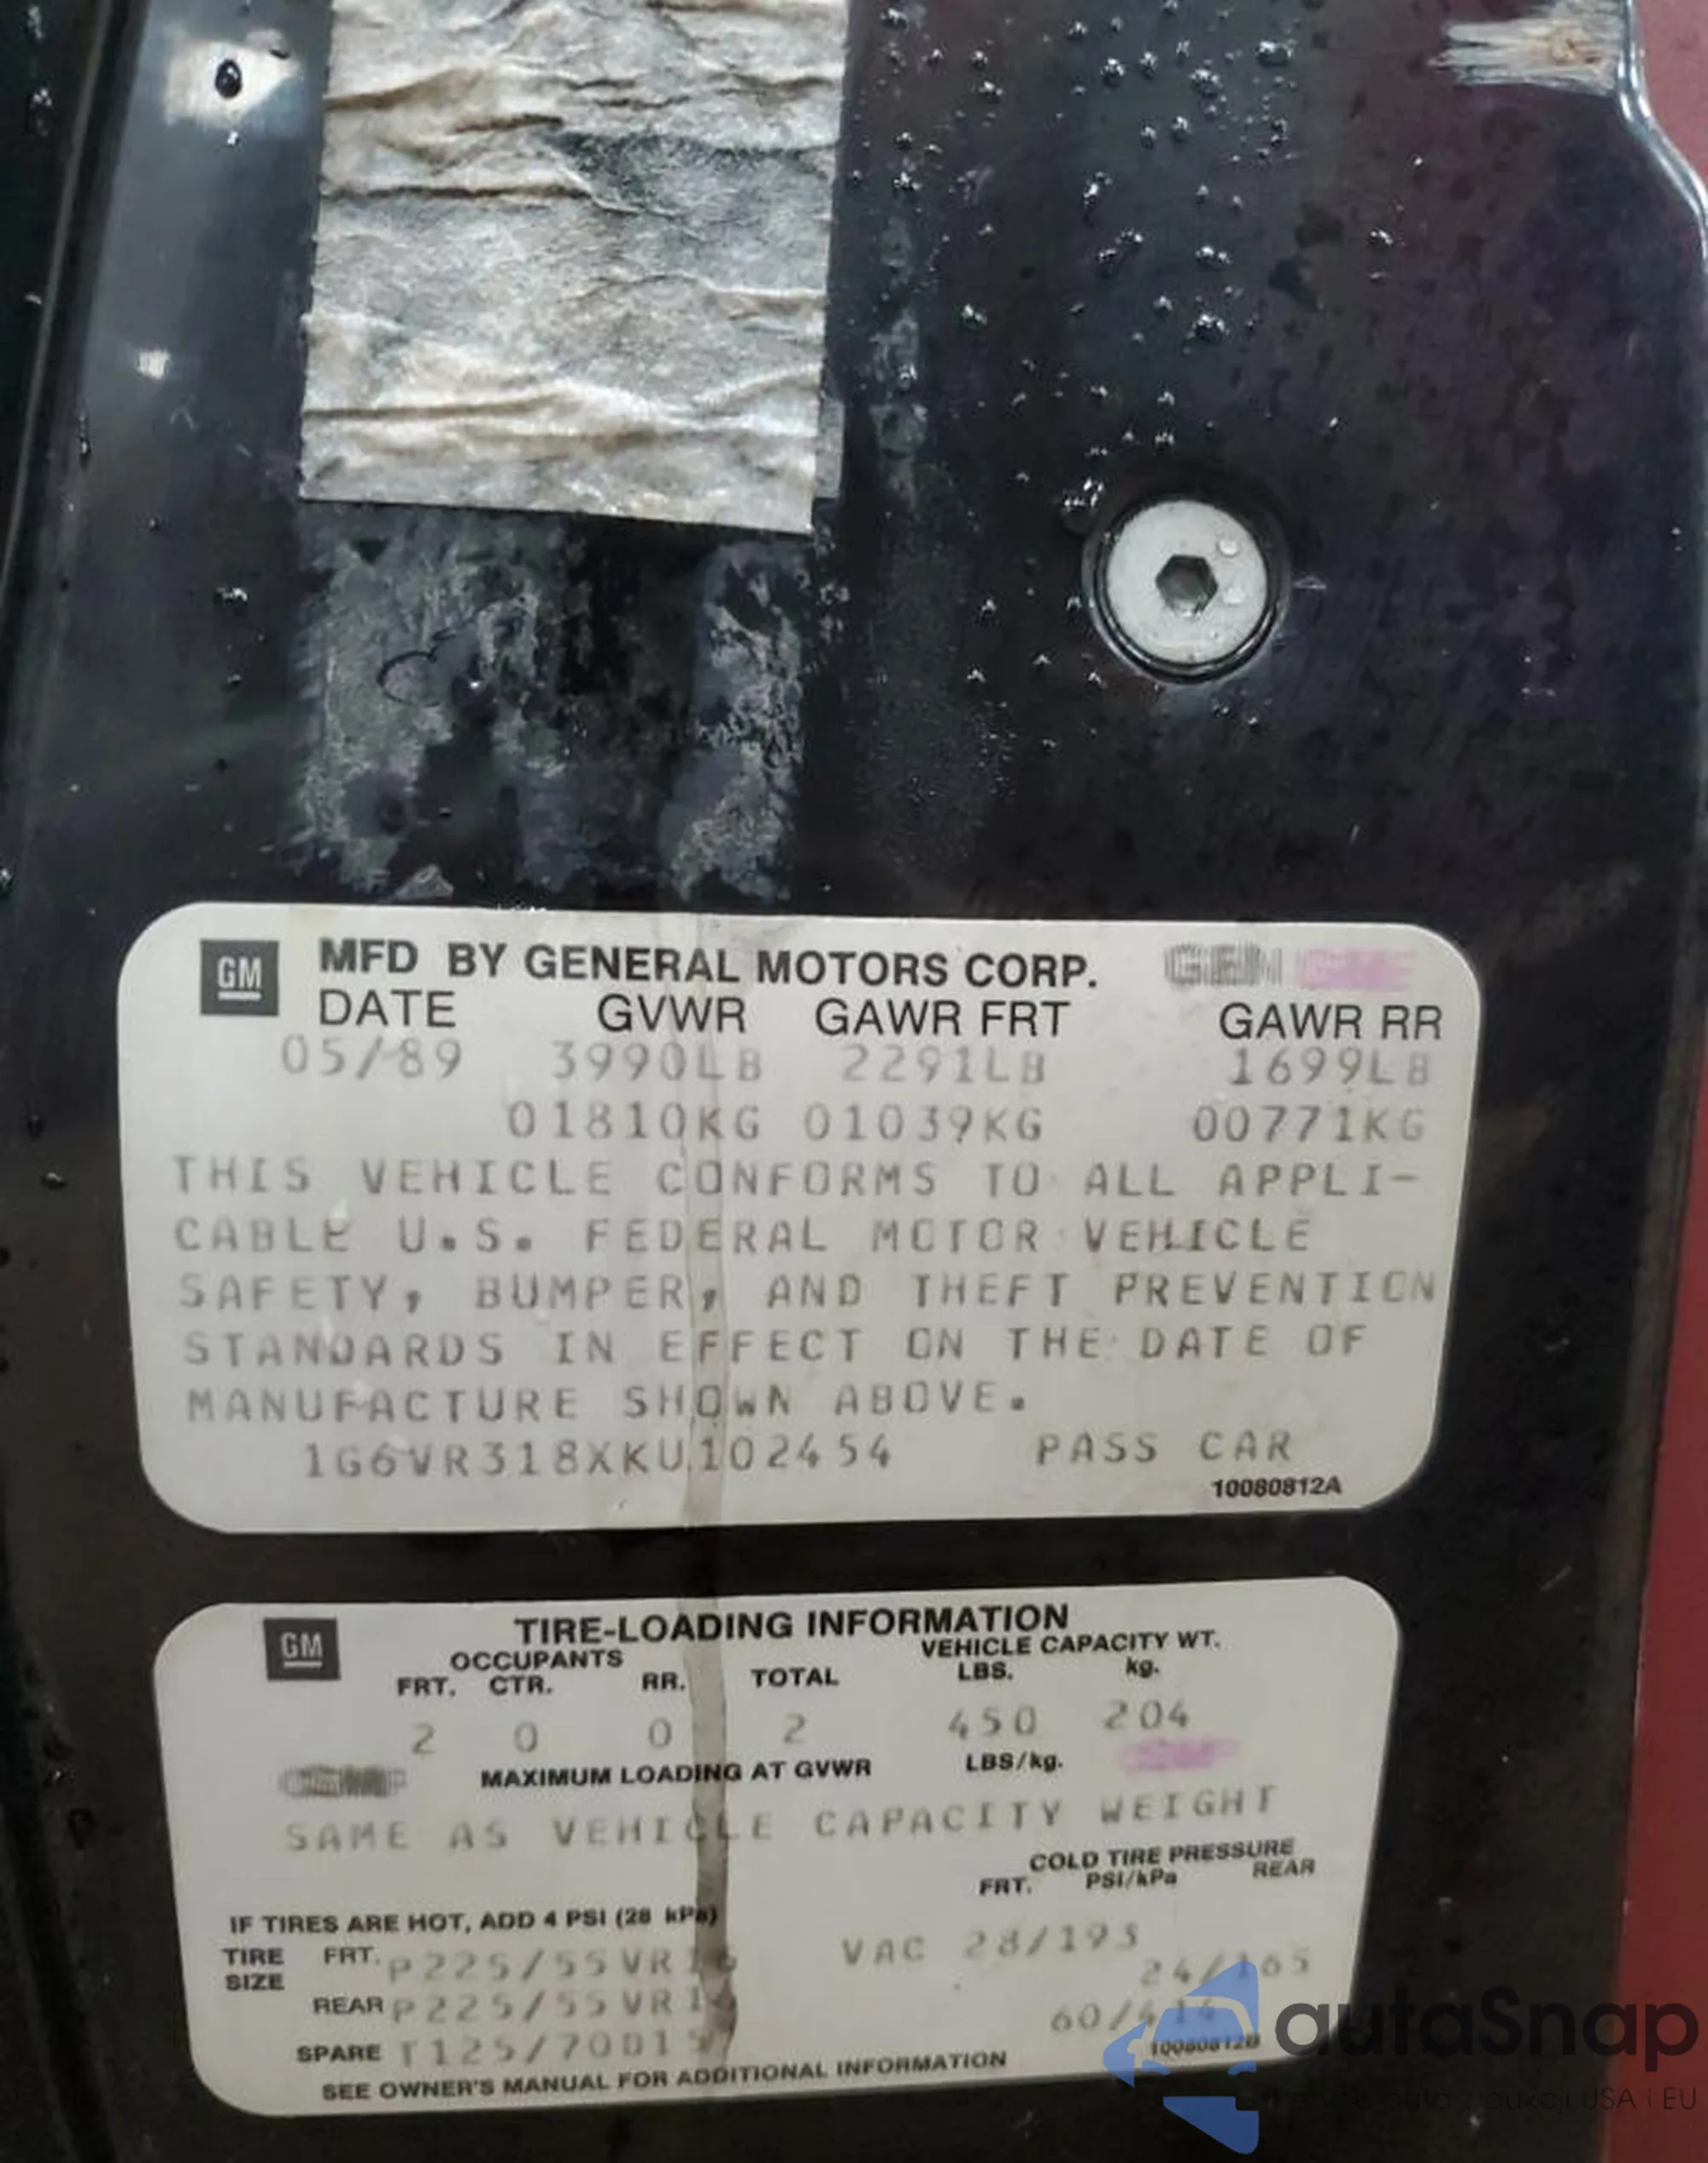 GM MFD BY GENERAL MOTORS CORP.
DATE GVWR GAWR FRT GAWR RR
05/89 3990LB 2291LB 1699LB
01810KG 01039KG 00771KG
THIS VEHICLE CONFORMS TO ALL APPLI-
CABLE U.S. FEDERAL MOTOR VEHICLE
SAFETY, BUMPER, AND THEFT PREVENTION
STANDARDS IN EFFECT ON THE DATE OF
MANUFACTURE SHOWN ABOVE.
1G6VR318XKU102454 PASS CAR
10080812A
GM TIRE-LOADING INFORMATION
OCCUPANTS VEHICLE CAPACITY WT.
FRT. CTR. RR. TOTAL LBS. kg.
2 0 0 2 450 204
MAXIMUM LOADING AT GVWR LBS/kg.
SAME AS VEHICLE CAPACITY WEIGHT
COLD TIRE PRESSURE
FRT. PSI/kPa REAR
IF TIRES ARE HOT, ADD 4 PSI (28 kPa)
TIRE SIZE FRT. P225/55VR16 VAC 28/193
24/165
REAR P225/55VR16
60/414
SPARE T125/70D15
10080812B
SEE OWNER'S MANUAL FOR ADDITIONAL INFORMATION
autaSnap
aukcji USA i EU